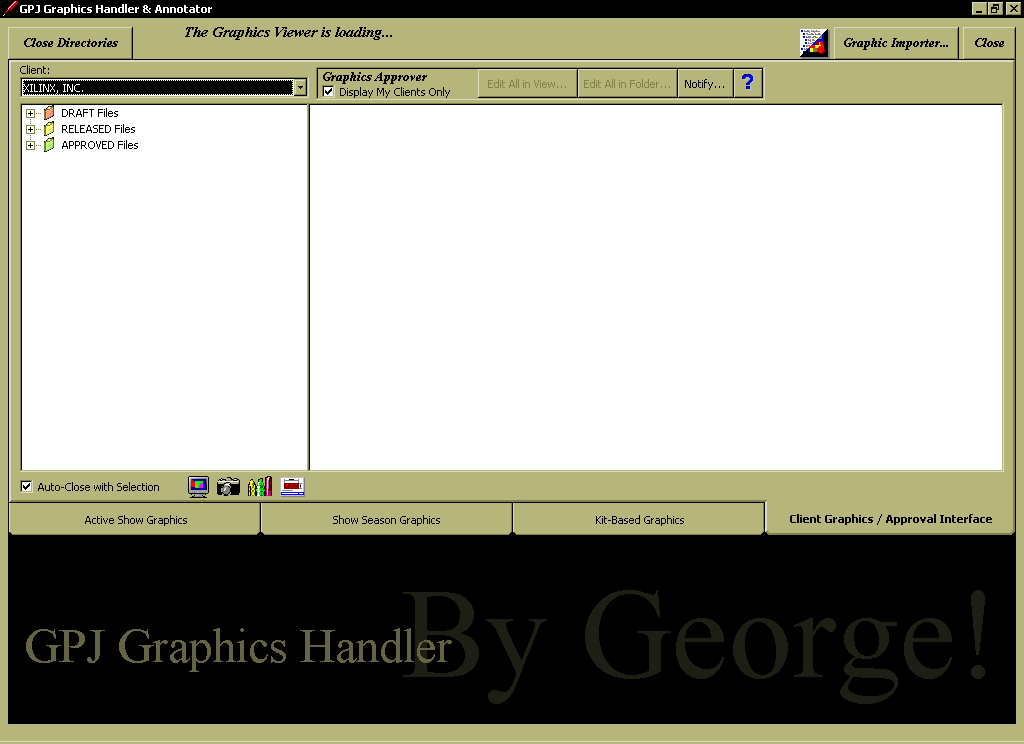 GPJ Graphics Handler & Annotator
The Graphics Viewer is loading...
Close Directories
Graphic Importer...
Close
Client:
XILINX, INC.
Graphics Approver
Display My Clients Only
Edit All in View...
Edit All in Folder...
Notify...
?
DRAFT Files
RELEASED Files
APPROVED Files
Auto-Close with Selection
Active Show Graphics
Show Season Graphics
Kit-Based Graphics
Client Graphics / Approval Interface
By George!
GPJ Graphics Handler